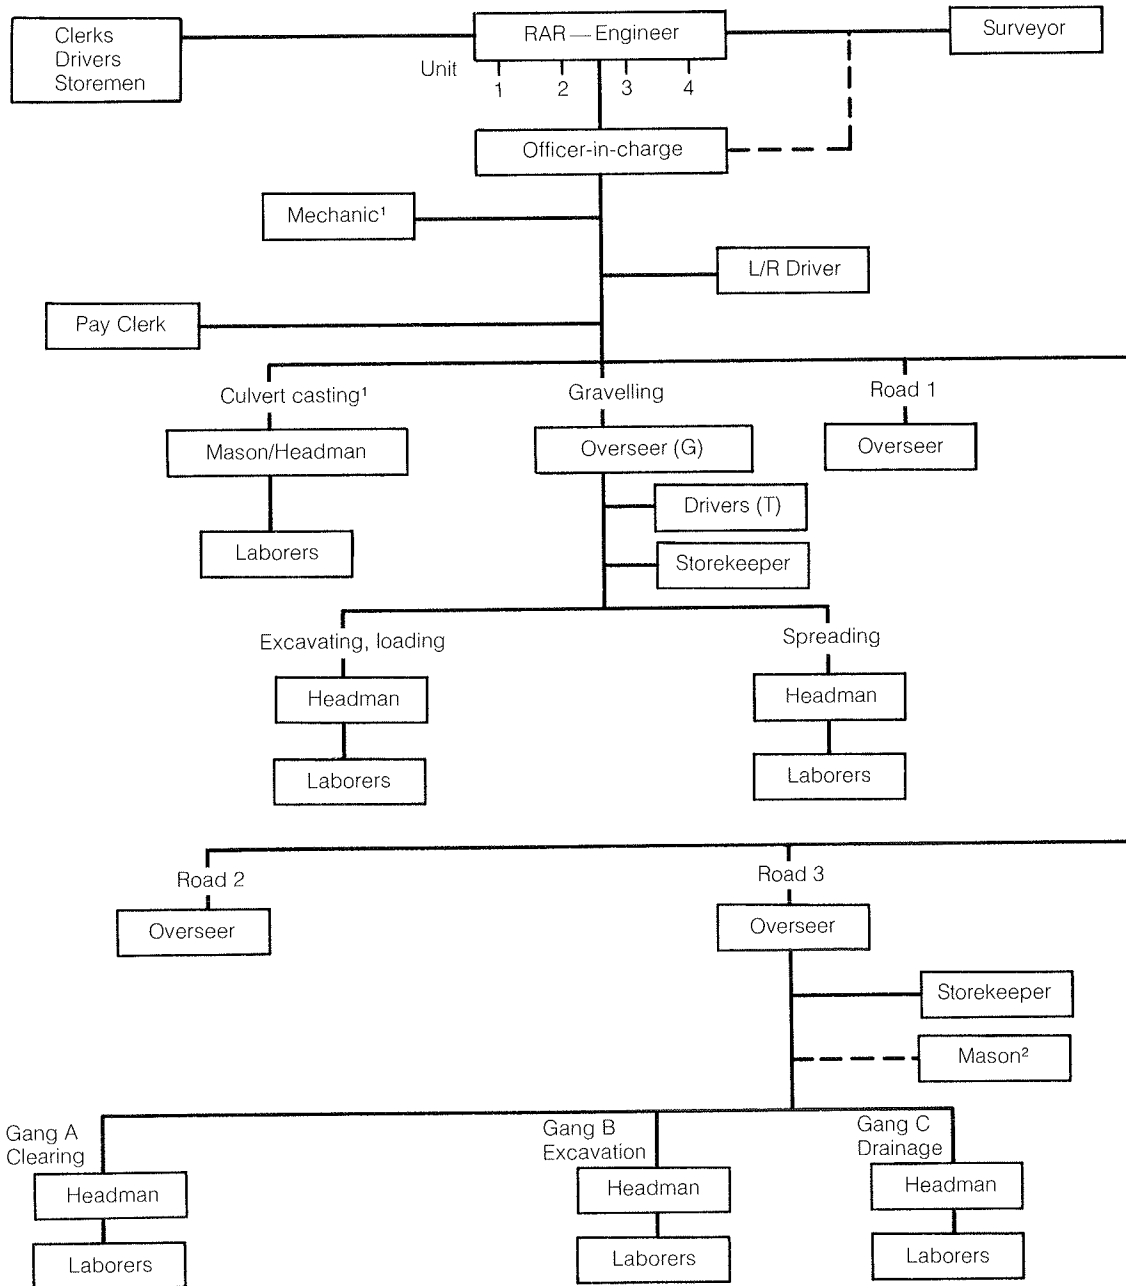 Clerks
Drivers
Storemen
RAR — Engineer
Surveyor
Unit
1 2 3 4
Officer-in-charge
Mechanic¹
L/R Driver
Pay Clerk
Culvert casting¹
Gravelling
Road 1
Mason/Headman
Overseer (G)
Overseer
Drivers (T)
Laborers
Storekeeper
Excavating, loading
Spreading
Headman
Headman
Laborers
Laborers
Road 2
Road 3
Overseer
Overseer
Storekeeper
Mason²
Gang A
Clearing
Gang B
Excavation
Gang C
Drainage
Headman
Headman
Headman
Laborers
Laborers
Laborers